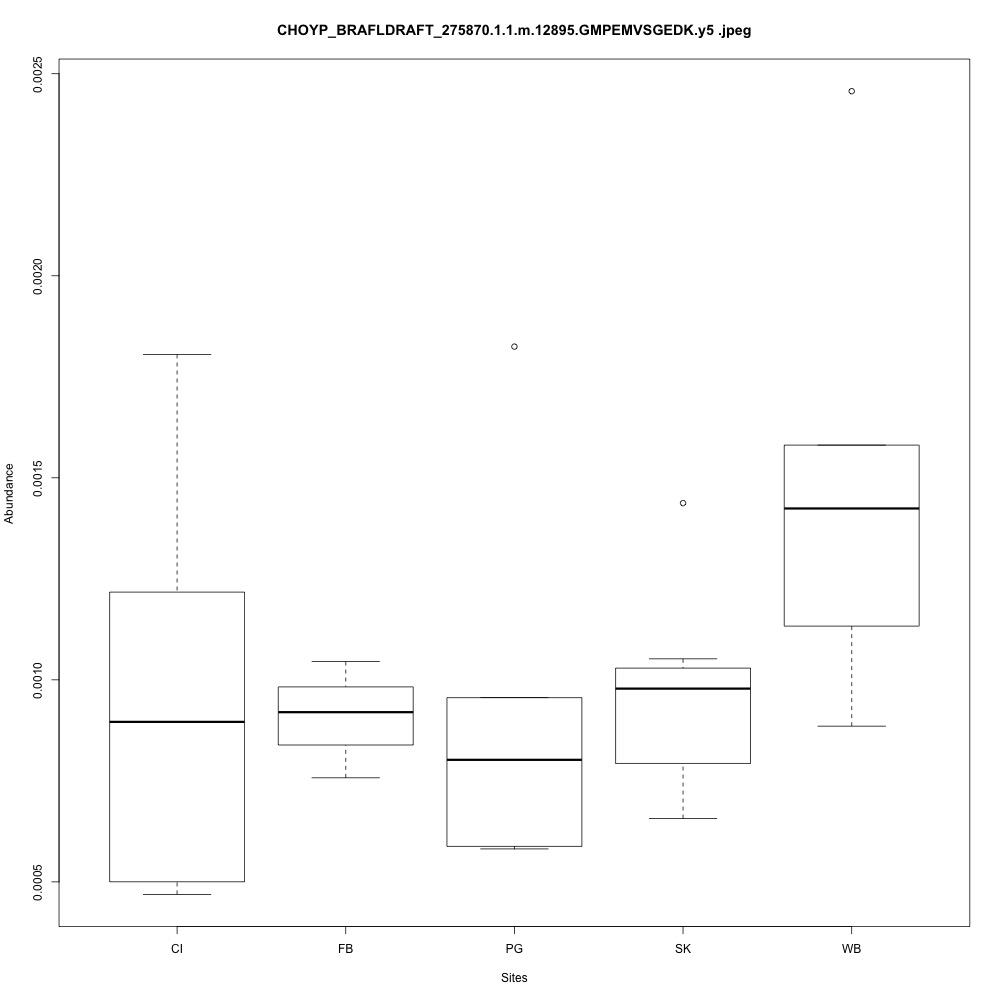 CHOYP_BRAFLDRAFT_275870.1.1.m.12895.GMPEMVSGEDK.y5 .jpeg
Abundance
0.0025
0.0020
0.0015
0.0010
0.0005
CI FB PG SK WB
Sites